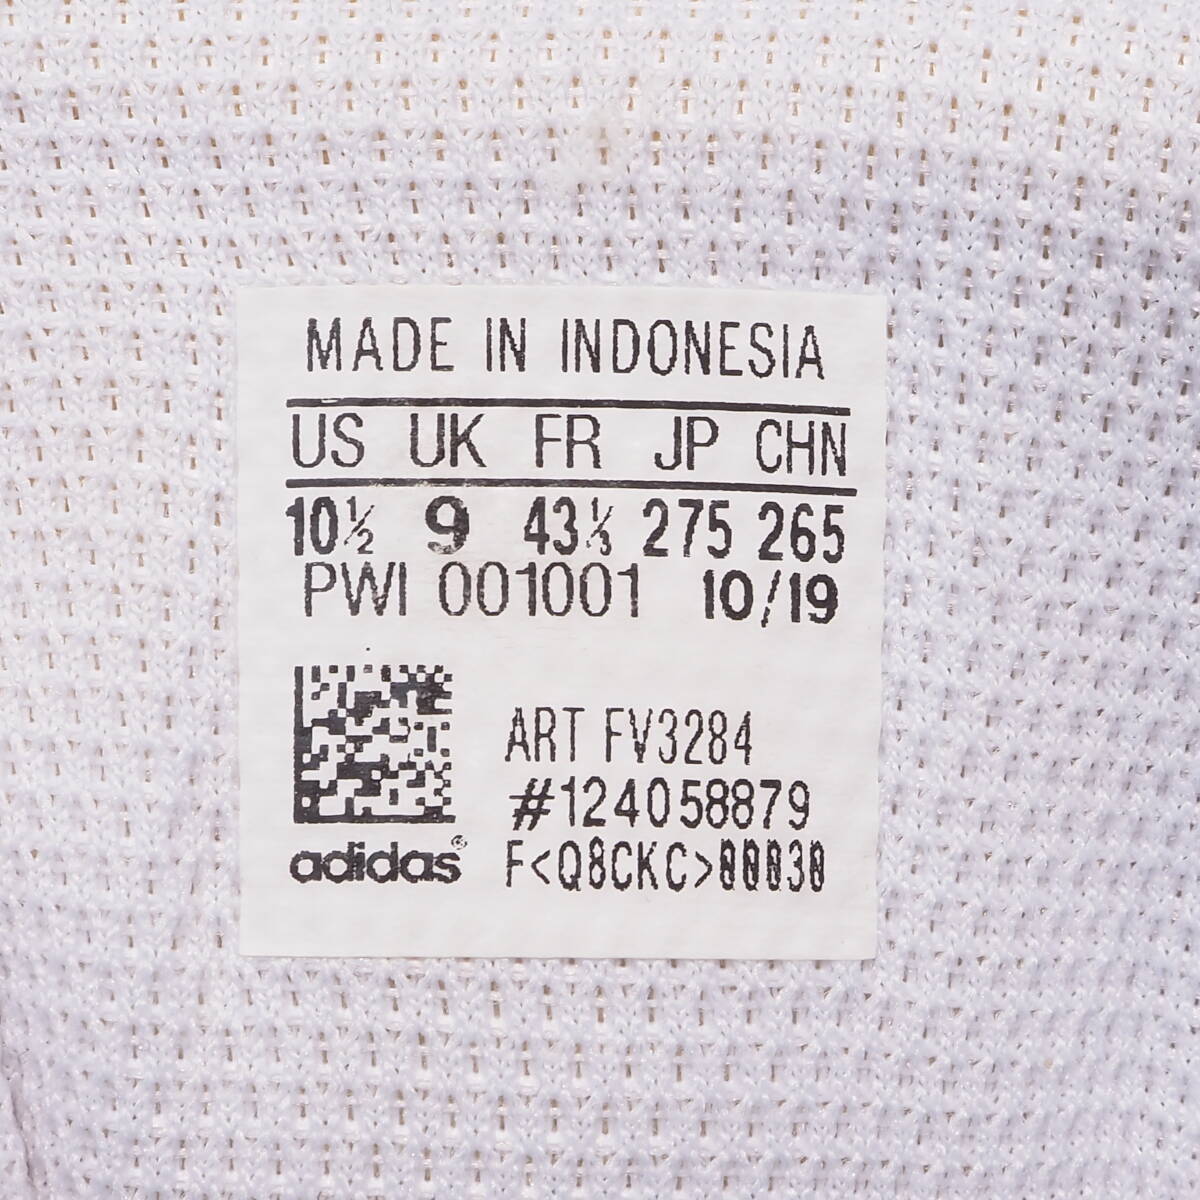 MADE IN INDONESIA
US UK FR JP CHN
10½ 9 43⅓ 275 265
PWI 001001 10/19
ART FV3284
#124058879
adidas® F<Q8CKC>00030